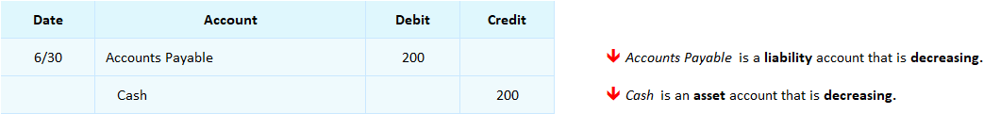 Date Account Debit Credit
6/30 Accounts Payable 200 Accounts Payable is a liability account that is decreasing.
Cash 200 Cash is an asset account that is decreasing.